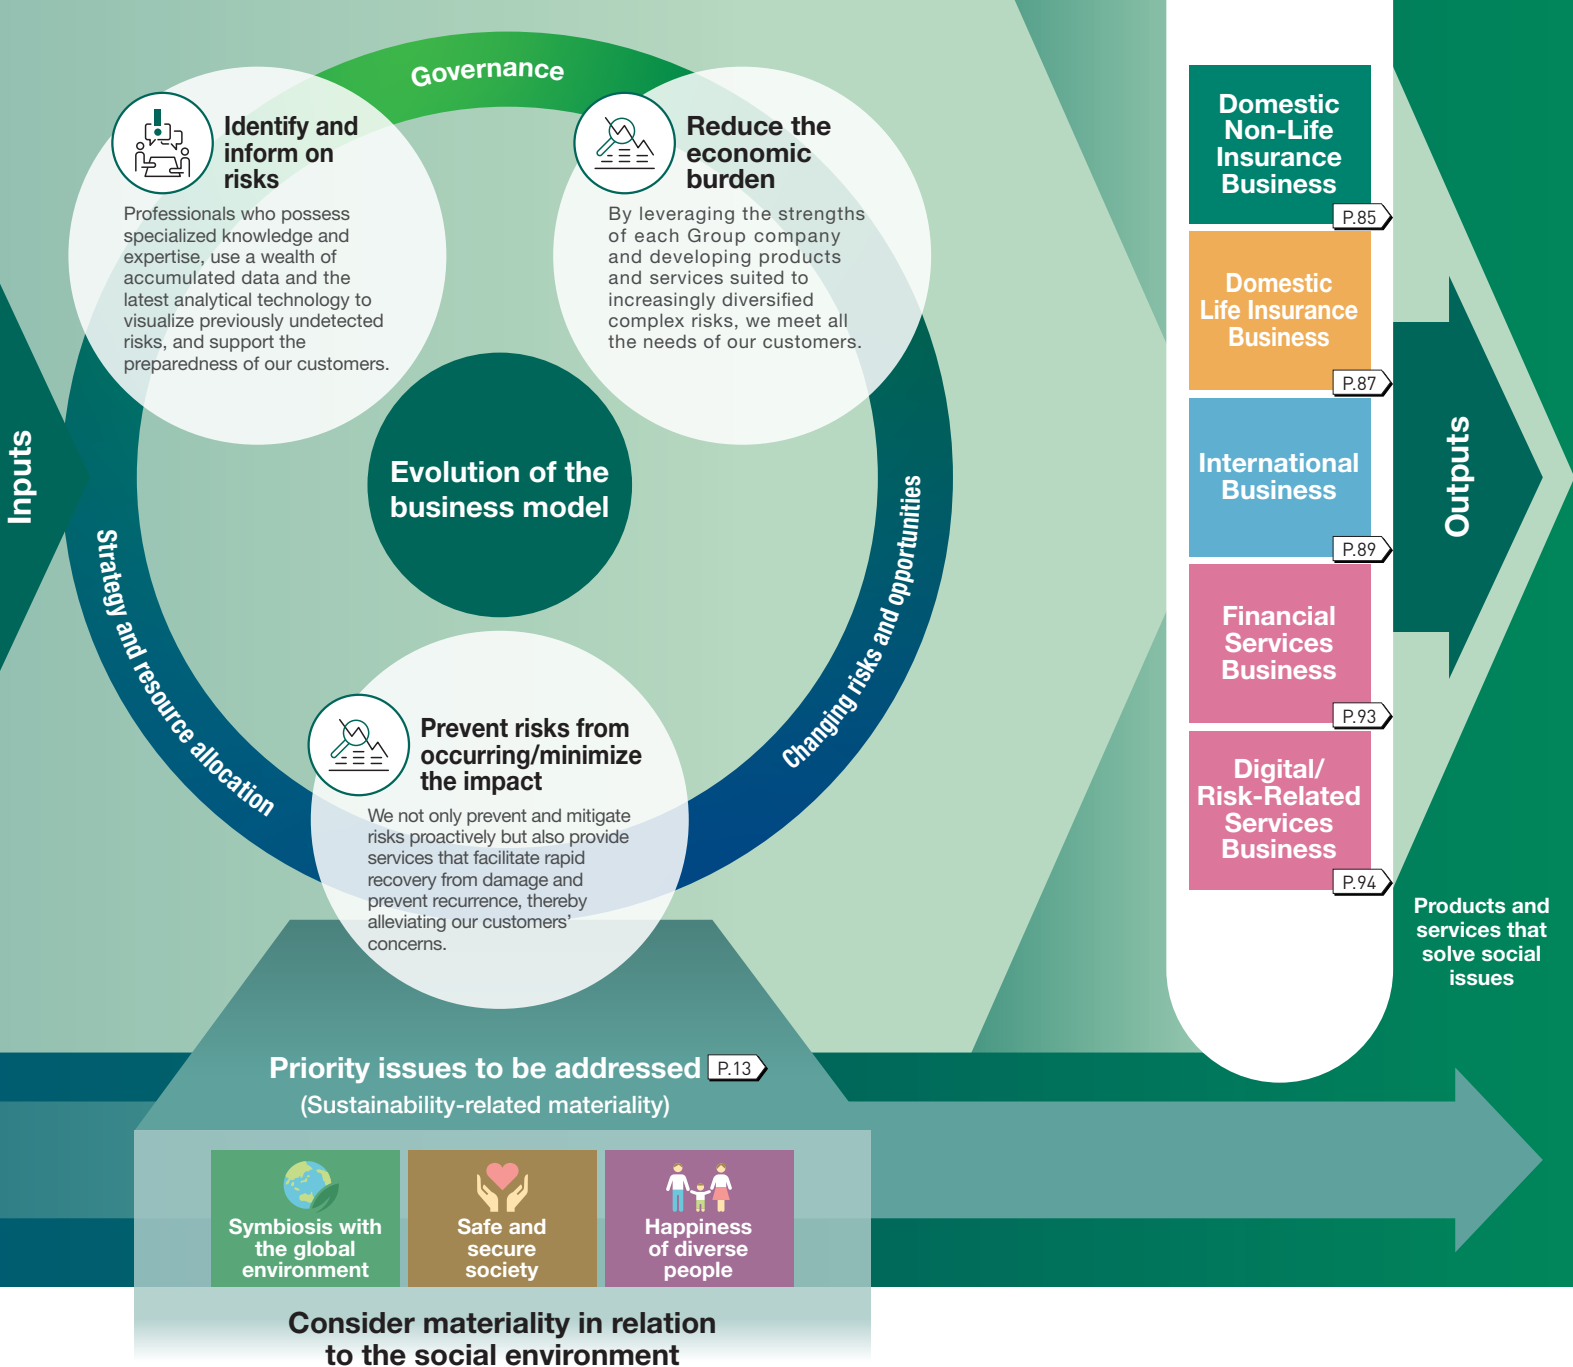 Governance
Identify and
inform on
risks
Professionals who possess
specialized knowledge and
expertise, use a wealth of
accumulated data and the
latest analytical technology to
visualize previously undetected
risks, and support the
preparedness of our customers.
Reduce the
economic
burden
By leveraging the strengths
of each Group company
and developing products
and services suited to
increasingly diversified
complex risks, we meet all
the needs of our customers.
Inputs
Evolution of the
business model
Strategy and resource allocation
Changing risks and opportunities
Prevent risks from
occurring/minimize
the impact
We not only prevent and mitigate
risks proactively but also provide
services that facilitate rapid
recovery from damage and
prevent recurrence, thereby
alleviating our customers’
concerns.
Domestic
Non-Life
Insurance
Business
P.85
Domestic
Life Insurance
Business
P.87
International
Business
P.89
Financial
Services
Business
P.93
Digital/
Risk-Related
Services
Business
P.94
Outputs
Products and
services that
solve social
issues
Priority issues to be addressed P.13
(Sustainability-related materiality)
Symbiosis with
the global
environment
Safe and
secure
society
Happiness
of diverse
people
Consider materiality in relation
to the social environment